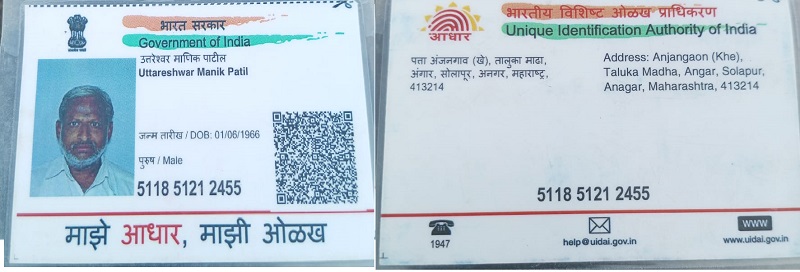 भारत सरकार
Government of India
उत्तरेश्वर माणिक पाटील
Uttareshwar Manik Patil
जन्म तारीख / DOB: 01/06/1966
पुरुष / Male
5118 5121 2455
माझे आधार, माझी ओळख
भारतीय विशिष्ट ओळख प्राधिकरण
Unique Identification Authority of India
आधार
पत्ता अंजनगाव (खे), तालुका माढा,
अंगार, सोलापूर, अनगर, महाराष्ट्र,
413214
Address: Anjangaon (Khe),
Taluka Madha, Angar, Solapur,
Anagar, Maharashtra, 413214
5118 5121 2455
1947
help@uidai.gov.in
www
www.uidai.gov.in